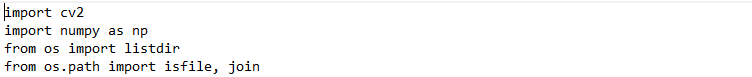 import cv2
import numpy as np
from os import listdir
from os.path import isfile, join